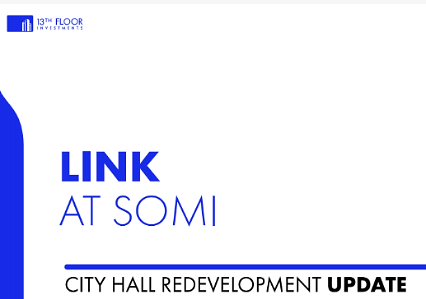 13TH FLOOR
INVESTMENTS
LINK
AT SOMI
CITY HALL REDEVELOPMENT UPDATE